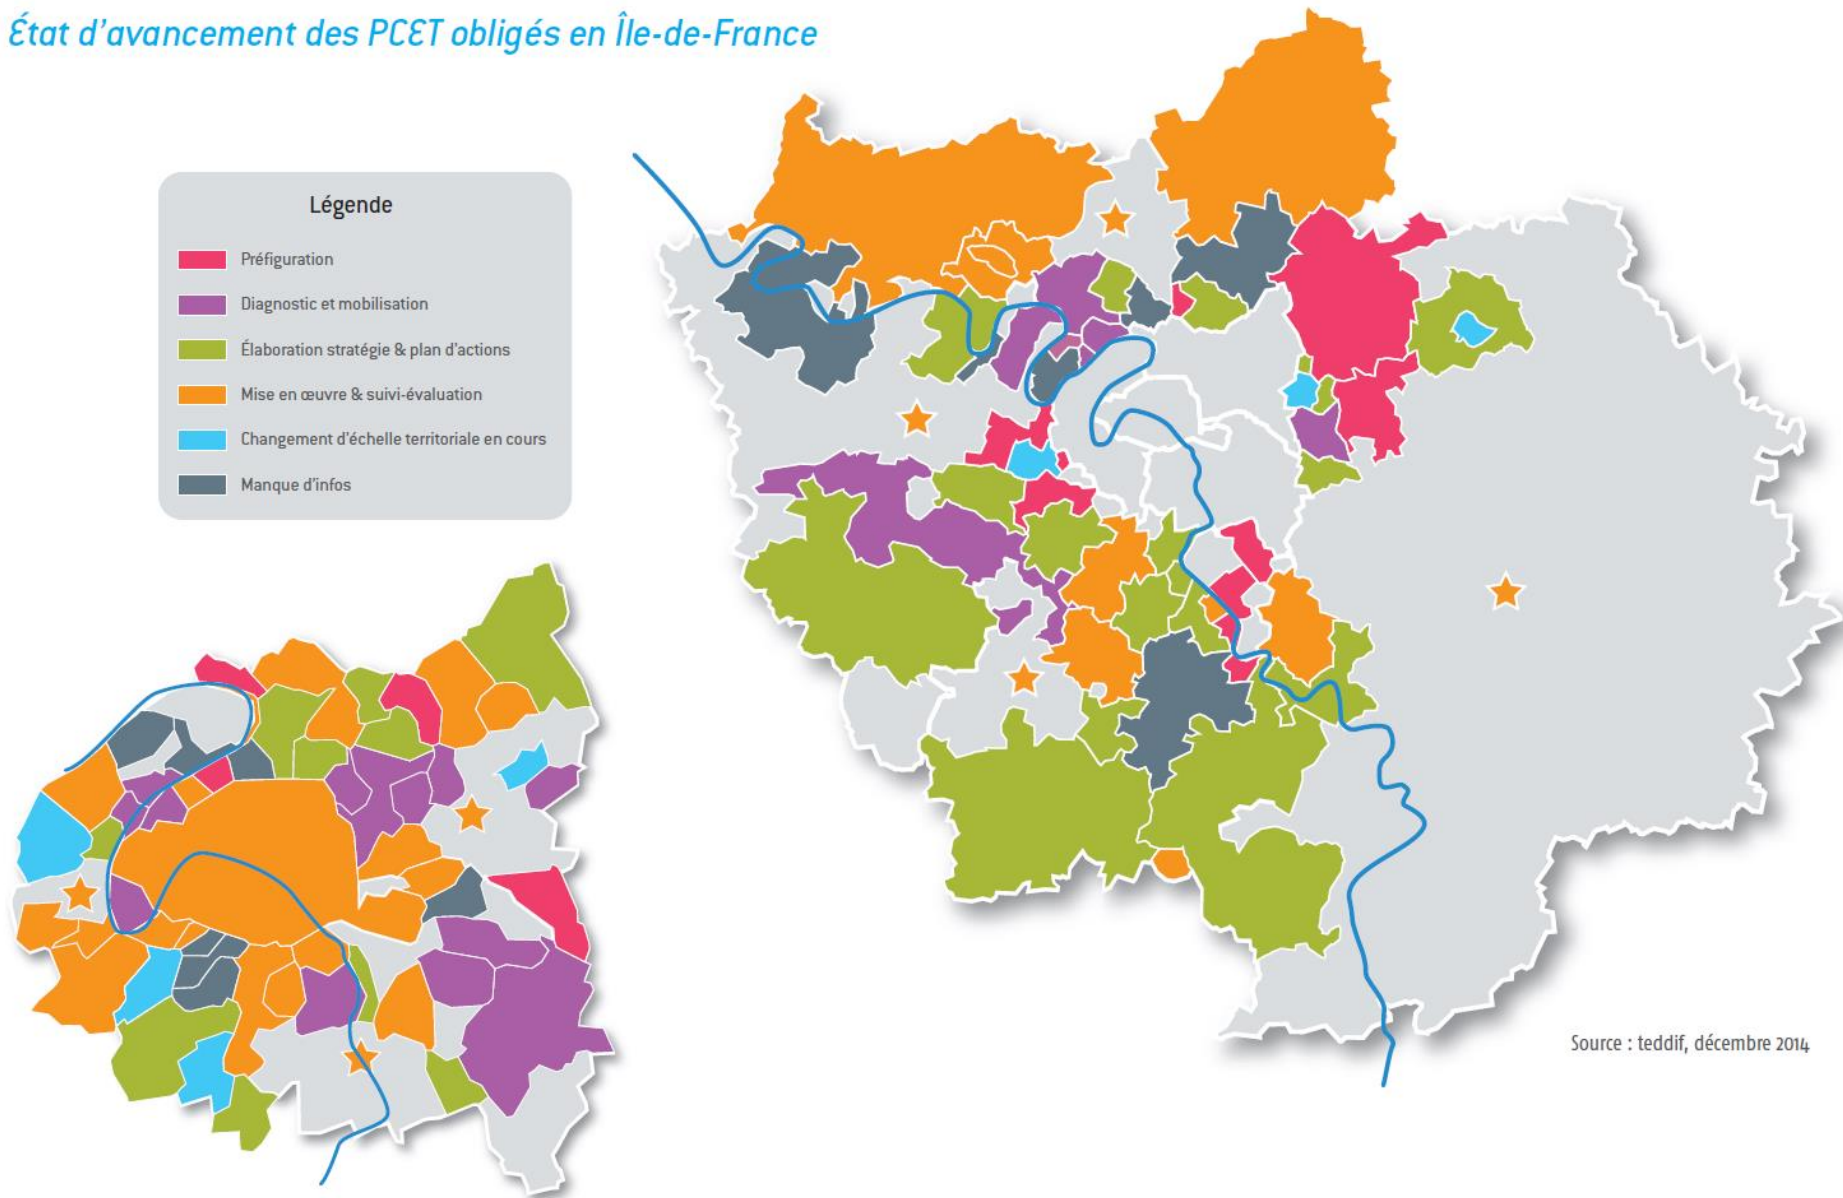 État d'avancement des PCET obligés en Île-de-France
Légende
Préfiguration
Diagnostic et mobilisation
Élaboration stratégie & plan d'actions
Mise en œuvre & suivi-évaluation
Changement d'échelle territoriale en cours
Manque d'infos
Source : teddif, décembre 2014